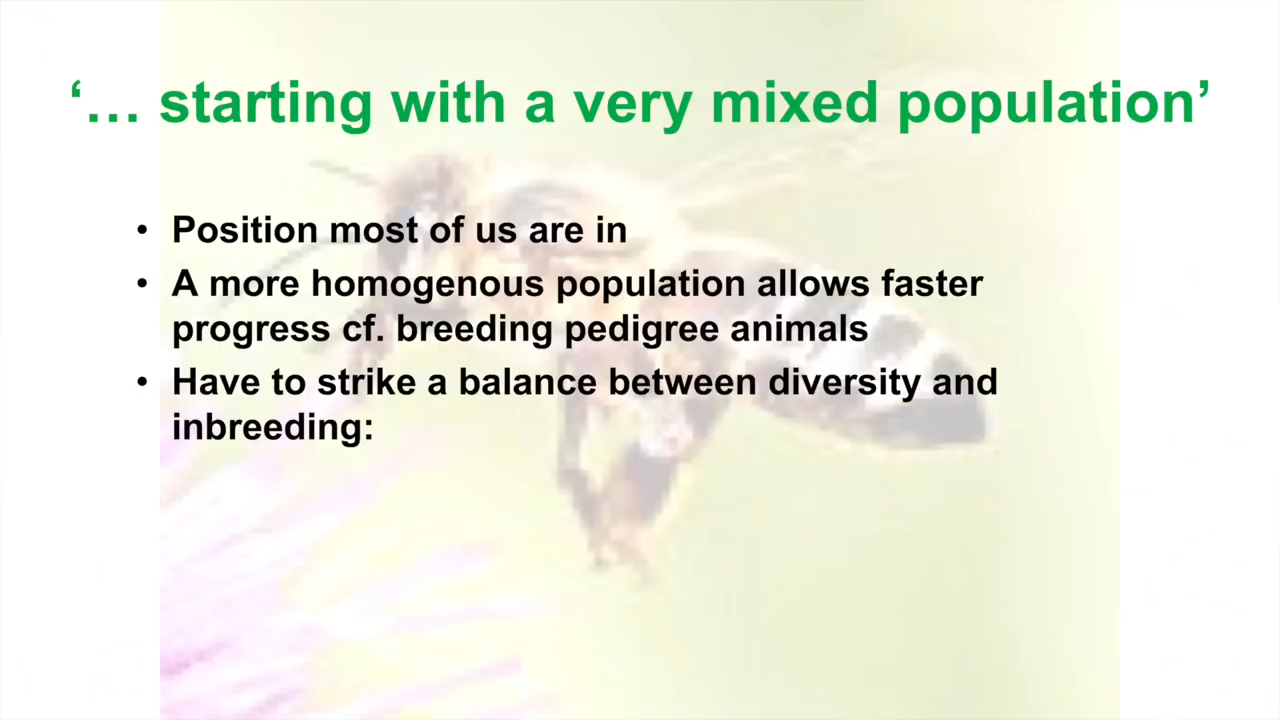 ‘… starting with a very mixed population’
• Position most of us are in
• A more homogenous population allows faster
progress cf. breeding pedigree animals
• Have to strike a balance between diversity and
inbreeding: